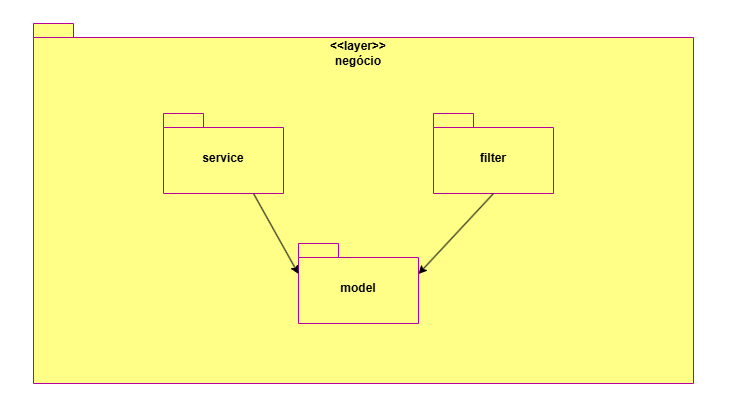 <<layer>>
negócio
service
filter
model